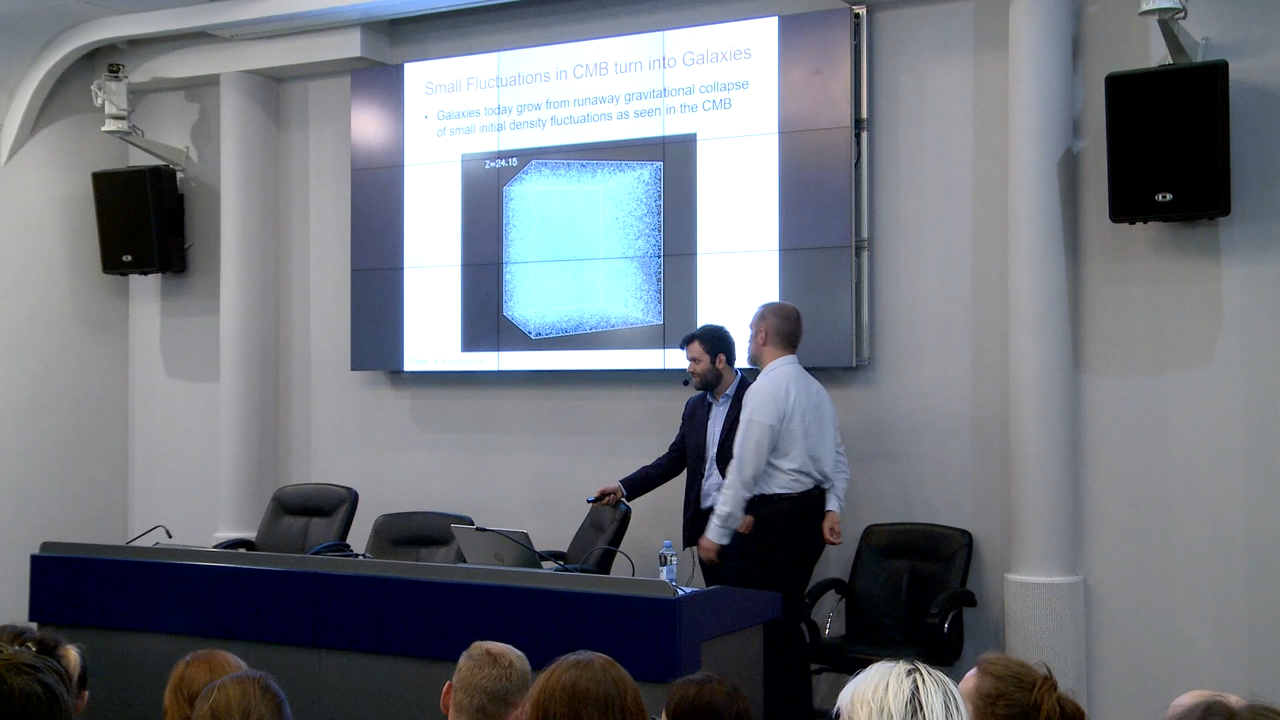 Small Fluctuations in CMB turn into Galaxies
• Galaxies today grow from runaway gravitational collapse
of small initial density fluctuations as seen in the CMB
Z=24.15